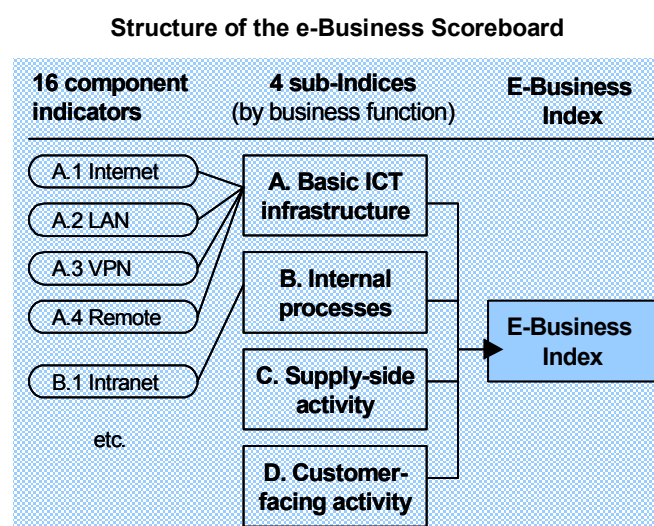 Structure of the e-Business Scoreboard
16 component
indicators
4 sub-Indices
(by business function)
E-Business
Index
A.1 Internet
A.2 LAN
A.3 VPN
A.4 Remote
B.1 Intranet
etc.
A. Basic ICT
infrastructure
B. Internal
processes
C. Supply-side
activity
D. Customer-
facing activity
E-Business
Index